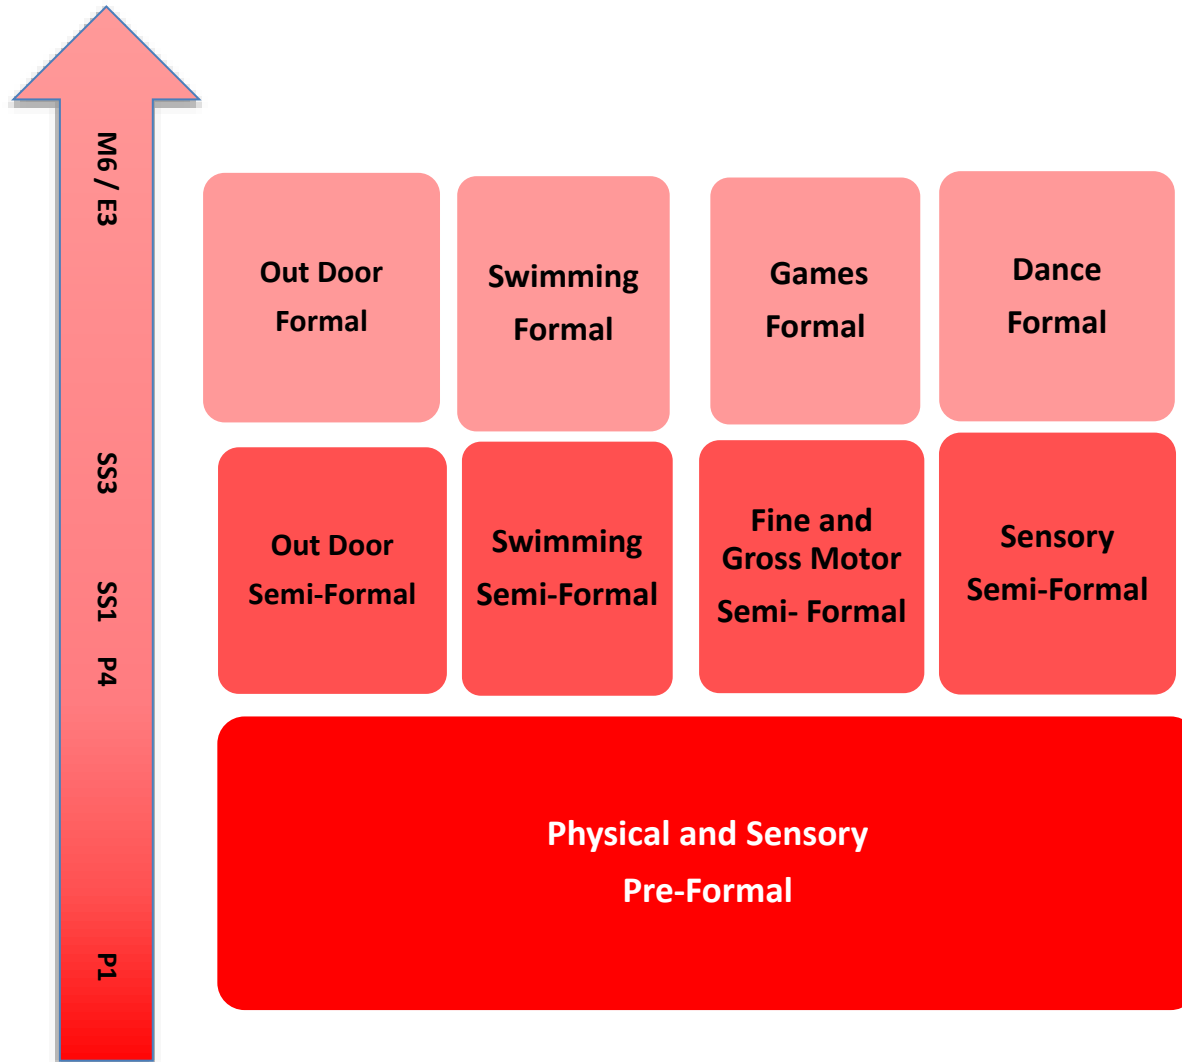 M6 / E3
SS3
SS1
P4
P1
Out Door
Formal
Swimming
Formal
Games
Formal
Dance
Formal
Out Door
Semi-Formal
Swimming
Semi-Formal
Fine and
Gross Motor
Semi- Formal
Sensory
Semi-Formal
Physical and Sensory
Pre-Formal